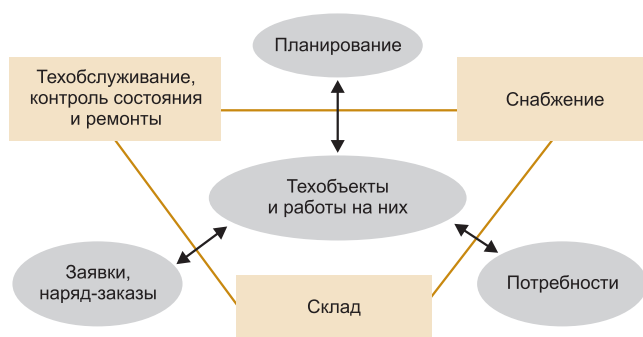 Планирование
Техобслуживание,
контроль состояния
и ремонты
Снабжение
Техобъекты
и работы на них
Заявки,
наряд-заказы
Потребности
Склад